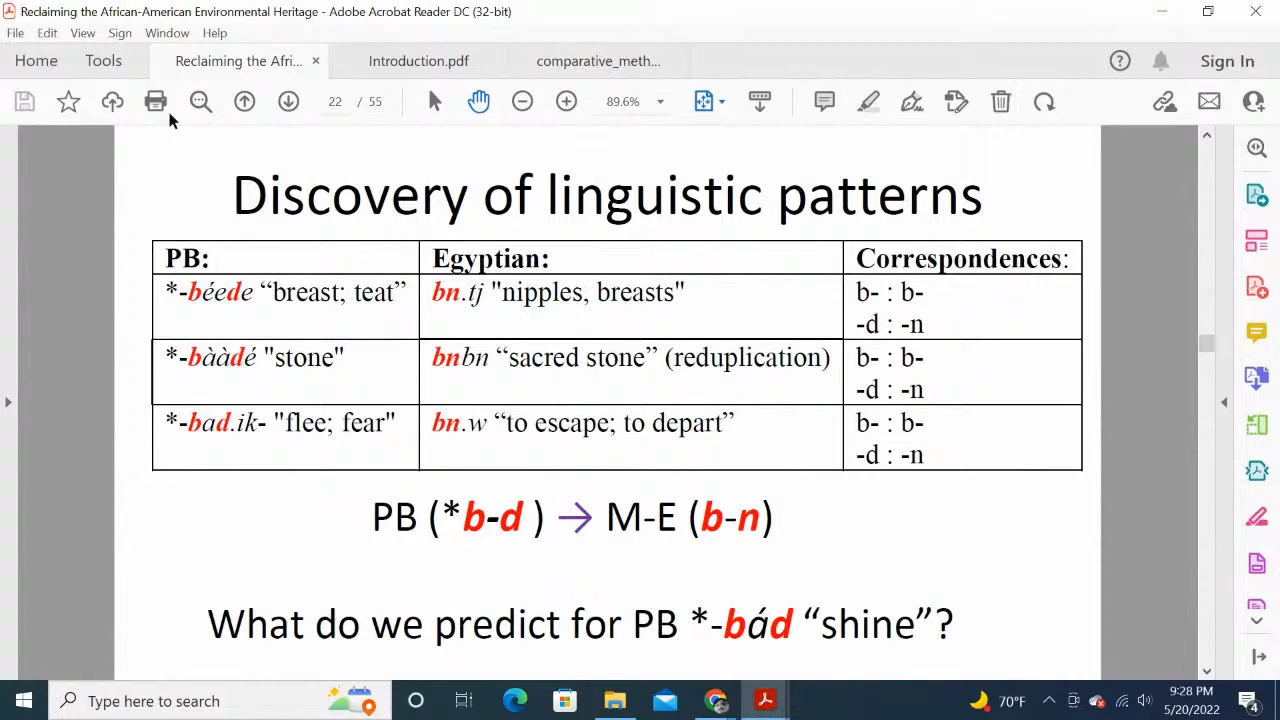 Reclaiming the African-American Environmental Heritage - Adobe Acrobat Reader DC (32-bit)
File Edit View Sign Window Help
Home Tools Reclaiming the Afri... × Introduction.pdf comparative_meth... Sign In
22 / 55 89.6%
Discovery of linguistic patterns
PB: Egyptian: Correspondences:
*-béede “breast; teat” bn.tj "nipples, breasts" b- : b-
-d : -n
*-bààdé "stone" bnbn “sacred stone” (reduplication) b- : b-
-d : -n
*-bad.ik- "flee; fear" bn.w “to escape; to depart” b- : b-
-d : -n
PB (*b-d ) → M-E (b-n)
What do we predict for PB *-bád “shine”?
Type here to search 70°F 9:28 PM
5/20/2022 4